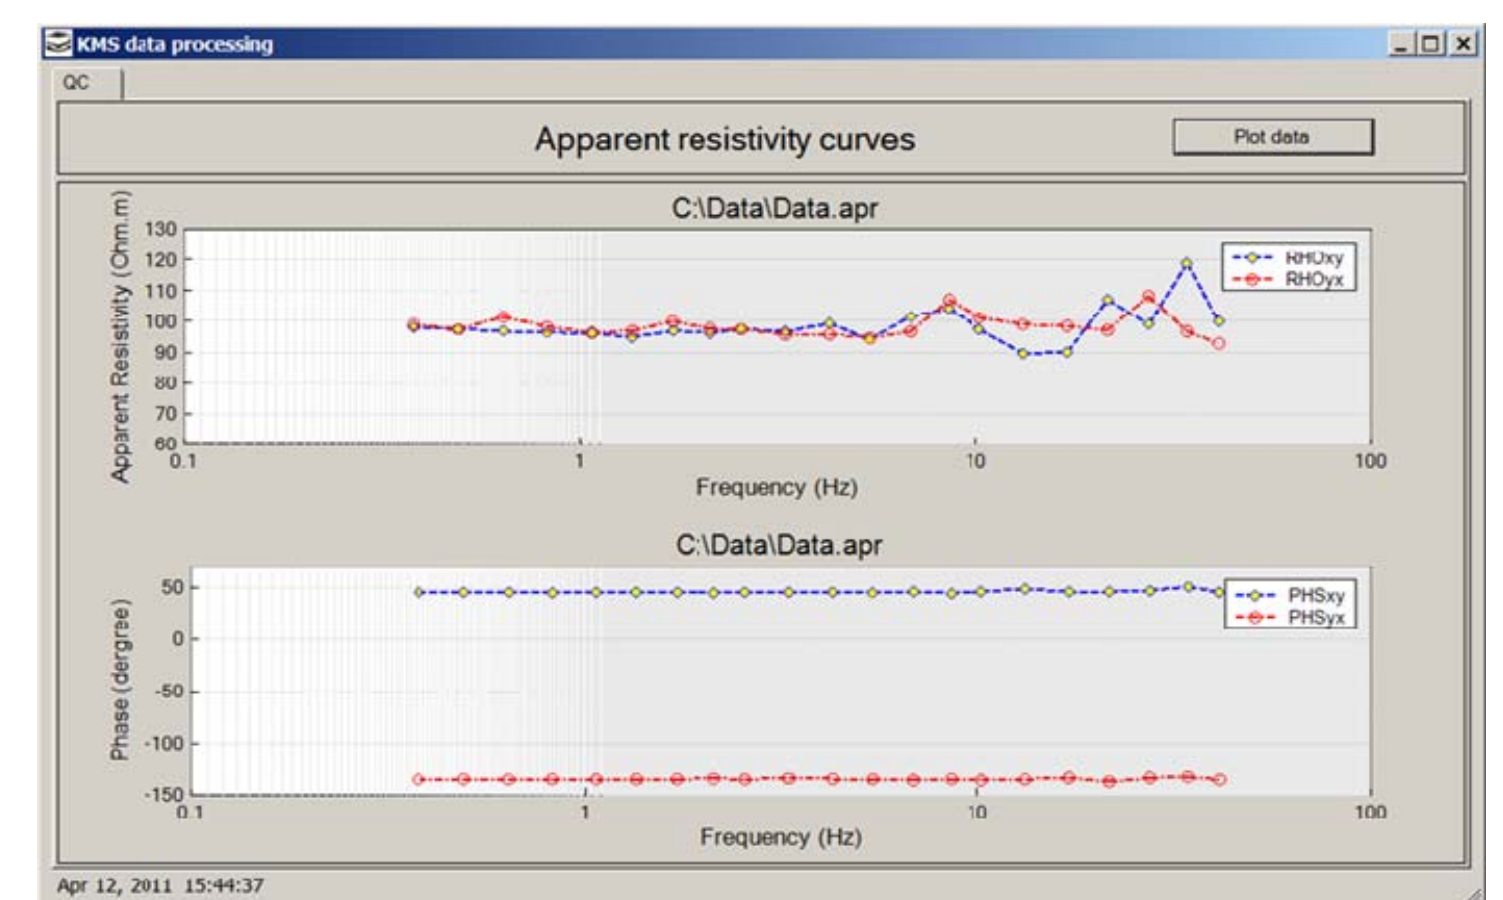 KMS data processing
QC
Apparent resistivity curves
Plot data
C:\Data\Data.apr
Apparent Resistivity (Ohm.m)
130
120
110
100
90
80
70
60
RHOxy
RHOyx
0.1 1 10 100
Frequency (Hz)
C:\Data\Data.apr
Phase (dergree)
50
0
-50
-100
-150
PHSxy
PHSyx
0.1 1 10 100
Frequency (Hz)
Apr 12, 2011 15:44:37